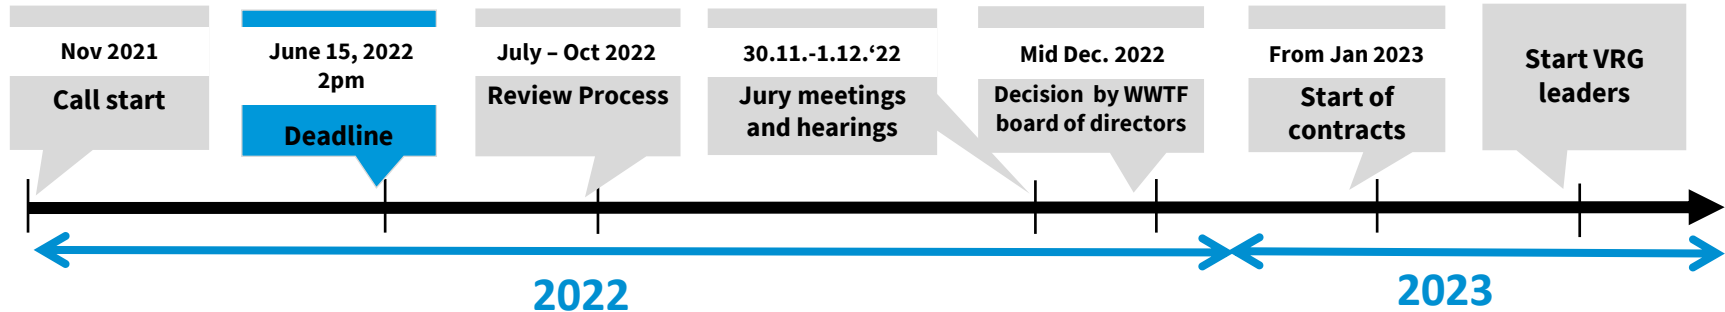 Nov 2021
Call start
June 15, 2022
2pm
Deadline
July – Oct 2022
Review Process
30.11.-1.12.‘22
Jury meetings
and hearings
Mid Dec. 2022
Decision by WWTF
board of directors
From Jan 2023
Start of
contracts
Start VRG
leaders
2022
2023